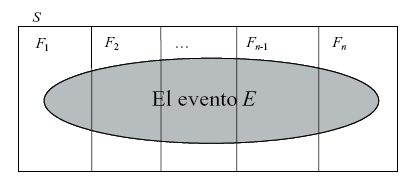 S
F1 F2 ... Fn-1 Fn
El evento E